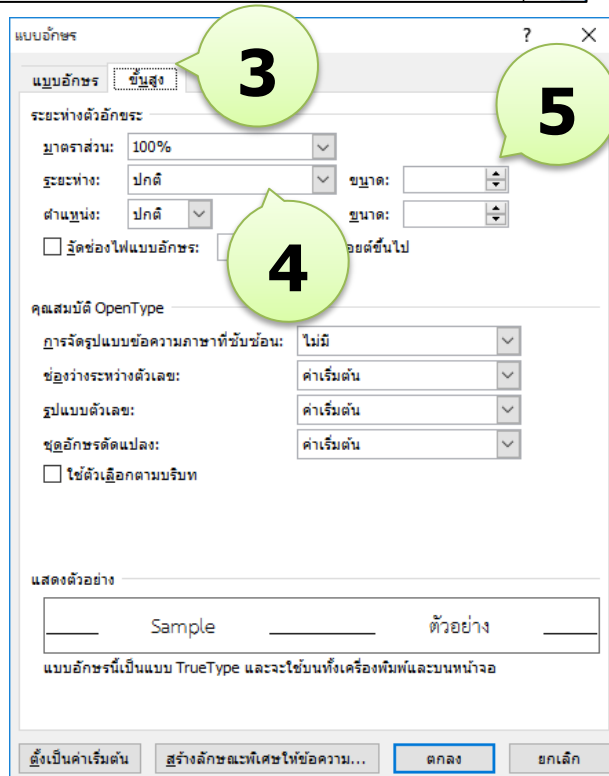 แบบอักษร ? ×
3
แบบอักษร ขั้นสูง
5
ระยะห่างตัวอักขระ
มาตราส่วน: 100%
ระยะห่าง: ปกติ ขนาด:
ตำแหน่ง: ปกติ ขนาด:
จัดช่องไฟแบบอักษร: อยต์ขึ้นไป
4
คุณสมบัติ OpenType
การจัดรูปแบบข้อความภาษาที่ซับซ้อน: ไม่มี
ช่องว่างระหว่างตัวเลข: ค่าเริ่มต้น
รูปแบบตัวเลข: ค่าเริ่มต้น
ชุดอักษรดัดแปลง: ค่าเริ่มต้น
ใช้ตัวเลือกตามบริบท
แสดงตัวอย่าง
Sample ตัวอย่าง
แบบอักษรนี้เป็นแบบ TrueType และจะใช้บนทั้งเครื่องพิมพ์และบนหน้าจอ
ตั้งเป็นค่าเริ่มต้น สร้างลักษณะพิเศษให้ข้อความ... ตกลง ยกเลิก